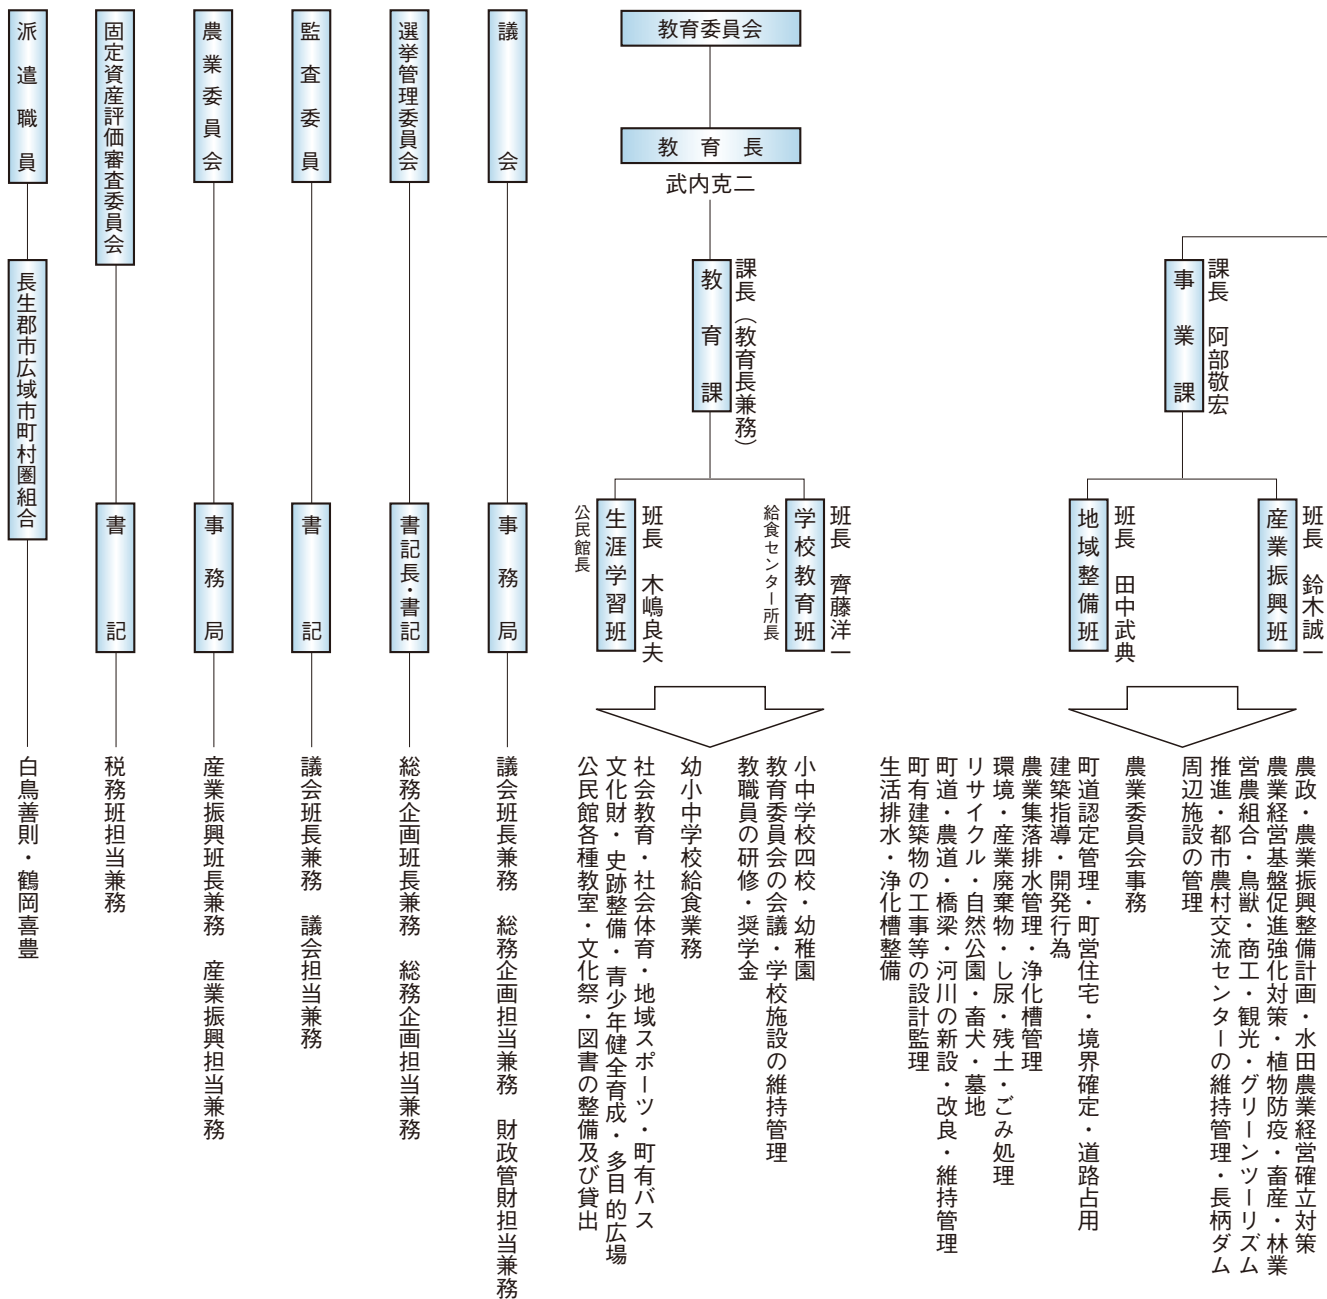 事業課
課長　阿部敬宏
産業振興班
班長　鈴木誠一
地域整備班
班長　田中武典
農政・農業振興整備計画・水田農業経営確立対策
農業経営基盤促進強化対策・植物防疫・畜産・林業
営農組合・鳥獣・商工・観光・グリーンツーリズム
推進・都市農村交流センターの維持管理・長柄ダム
周辺施設の管理
農業委員会事務
町道認定管理・町営住宅・境界確定・道路占用
建築指導・開発行為
農業集落排水管理・浄化槽管理
環境・産業廃棄物・し尿・残土・ごみ処理
リサイクル・自然公園・畜犬・墓地
町道・農道・橋梁・河川の新設・改良・維持管理
町有建築物の工事等の設計監理
生活排水・浄化槽整備
教育委員会
教育長
武内克二
教育課
課長（教育長兼務）
学校教育班
班長　齊藤洋一
給食センター所長
生涯学習班
班長　木嶋良夫
公民館長
小中学校四校・幼稚園
教育委員会の会議・学校施設の維持管理
教職員の研修・奨学金
幼小中学校給食業務
社会教育・社会体育・地域スポーツ・町有バス
文化財・史跡整備・青少年健全育成・多目的広場
公民館各種教室・文化祭・図書の整備及び貸出
議会
事務局
議会班長兼務　総務企画担当兼務　財政管財担当兼務
選挙管理委員会
書記長・書記
総務企画班長兼務　総務企画担当兼務
監査委員
書記
議会班長兼務　議会担当兼務
農業委員会
事務局
産業振興班長兼務　産業振興担当兼務
固定資産評価審査委員会
書記
税務班担当兼務
派遣職員
長生郡市広域市町村圏組合
白鳥善則・鶴岡喜豊